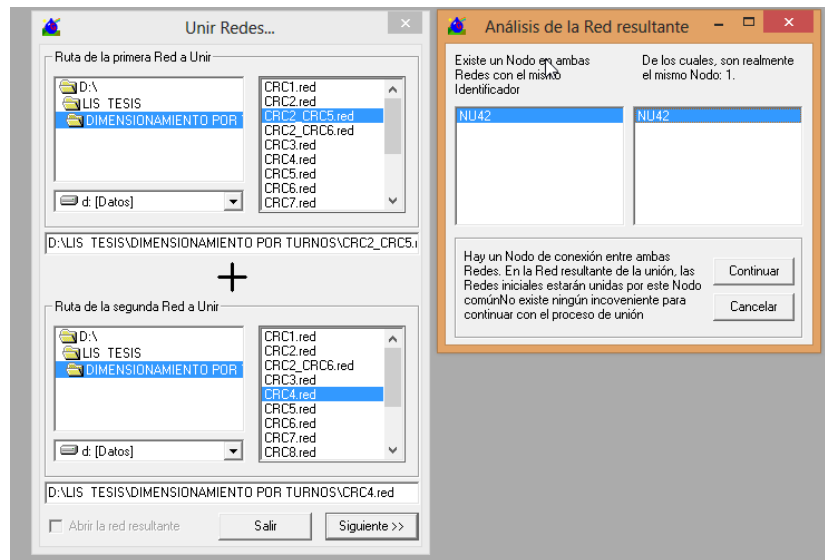 Unir Redes...
Ruta de la primera Red a Unir
D:\
LIS TESIS
DIMENSIONAMIENTO POR
d: [Datos]
CRC1.red
CRC2.red
CRC2_CRC5.red
CRC2_CRC6.red
CRC3.red
CRC4.red
CRC5.red
CRC6.red
CRC7.red
D:\LIS TESIS\DIMENSIONAMIENTO POR TURNOS\CRC2_CRC5.r
+
Ruta de la segunda Red a Unir
D:\
LIS TESIS
DIMENSIONAMIENTO POR
d: [Datos]
CRC1.red
CRC2.red
CRC2_CRC6.red
CRC3.red
CRC4.red
CRC5.red
CRC6.red
CRC7.red
CRC8.red
D:\LIS TESIS\DIMENSIONAMIENTO POR TURNOS\CRC4.red
Abrir la red resultante
Salir
Siguiente >>
Análisis de la Red resultante
Existe un Nodo en ambas
Redes con el mismo
Identificador
De los cuales, son realmente
el mismo Nodo: 1.
NU42
NU42
Hay un Nodo de conexión entre ambas
Redes. En la Red resultante de la unión, las
Redes iniciales estarán unidas por este Nodo
comúnNo existe ningún incoveniente para
continuar con el proceso de unión
Continuar
Cancelar